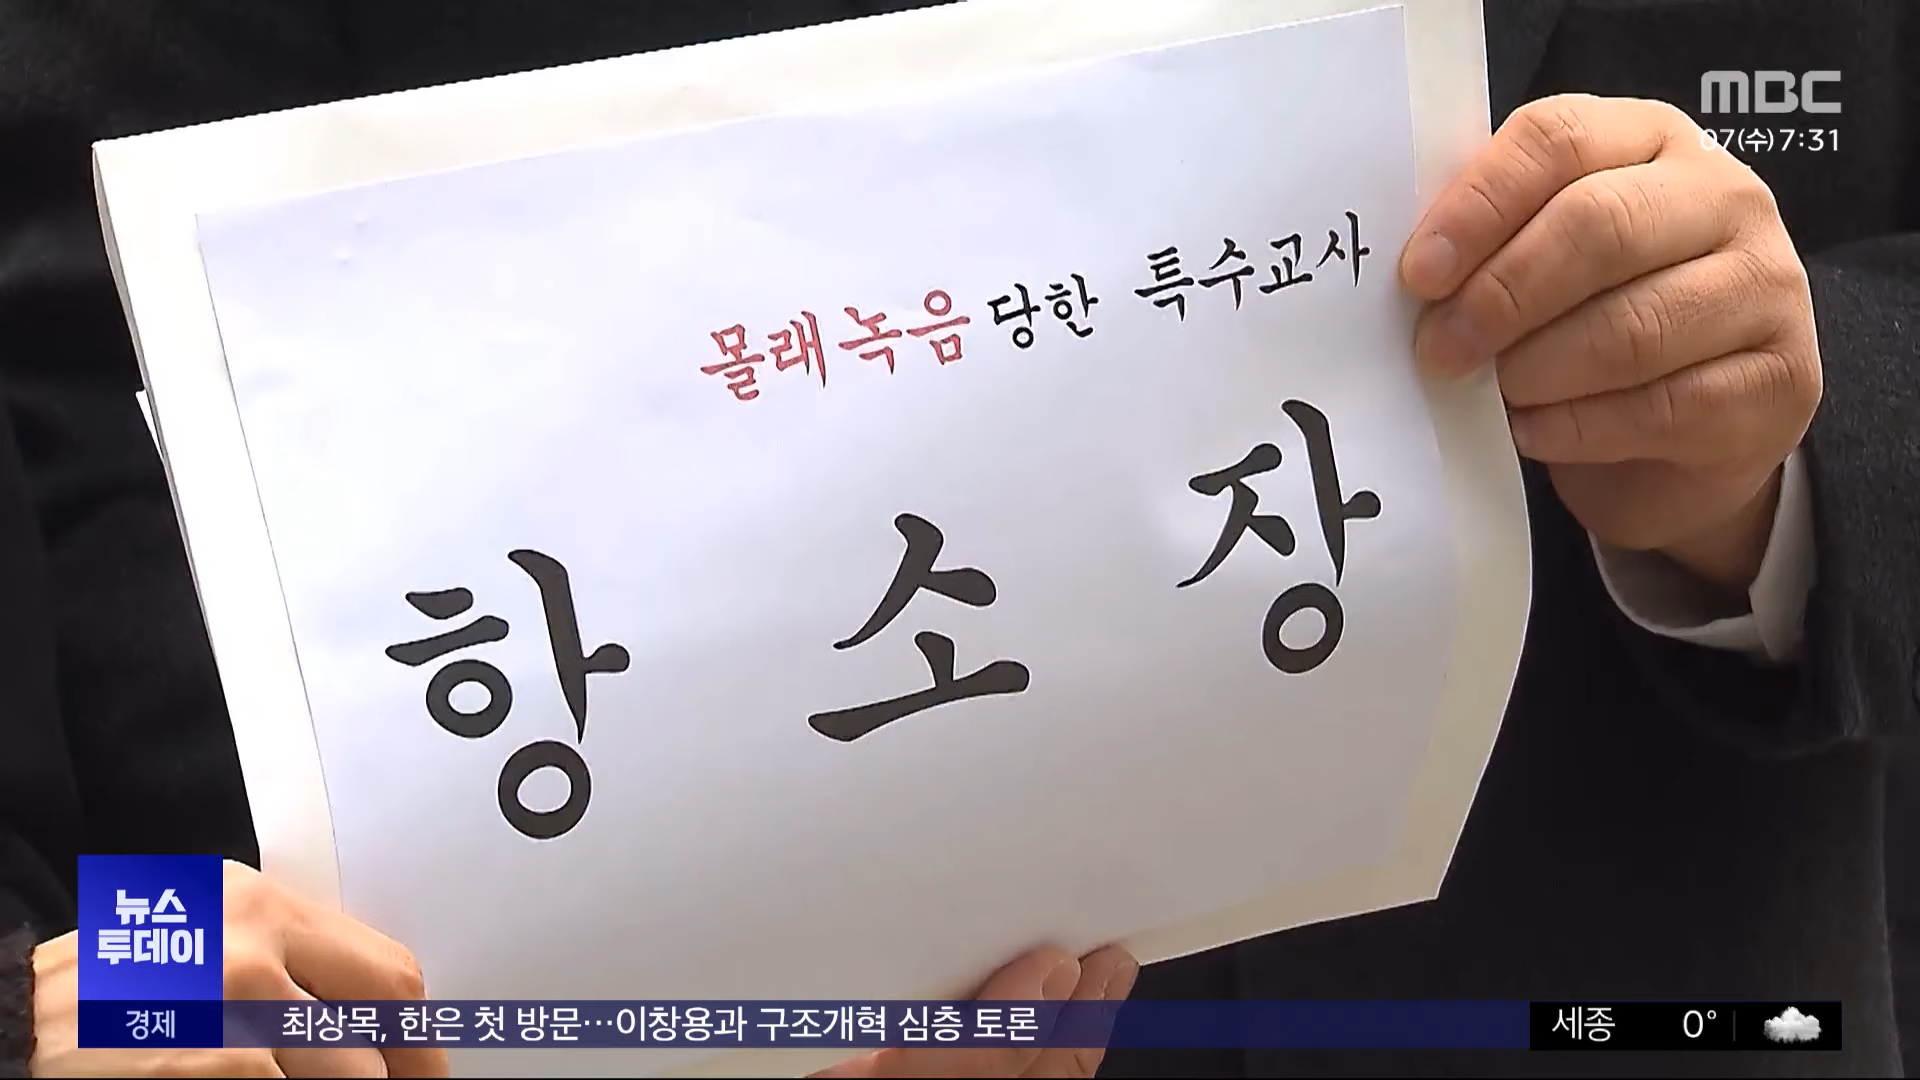 MBC
07(수)7:31
몰래녹음 당한 특수교사
항 소 장
뉴스
투데이
경제
최상목, 한은 첫 방문…이창용과 구조개혁 심층 토론
세종 0°